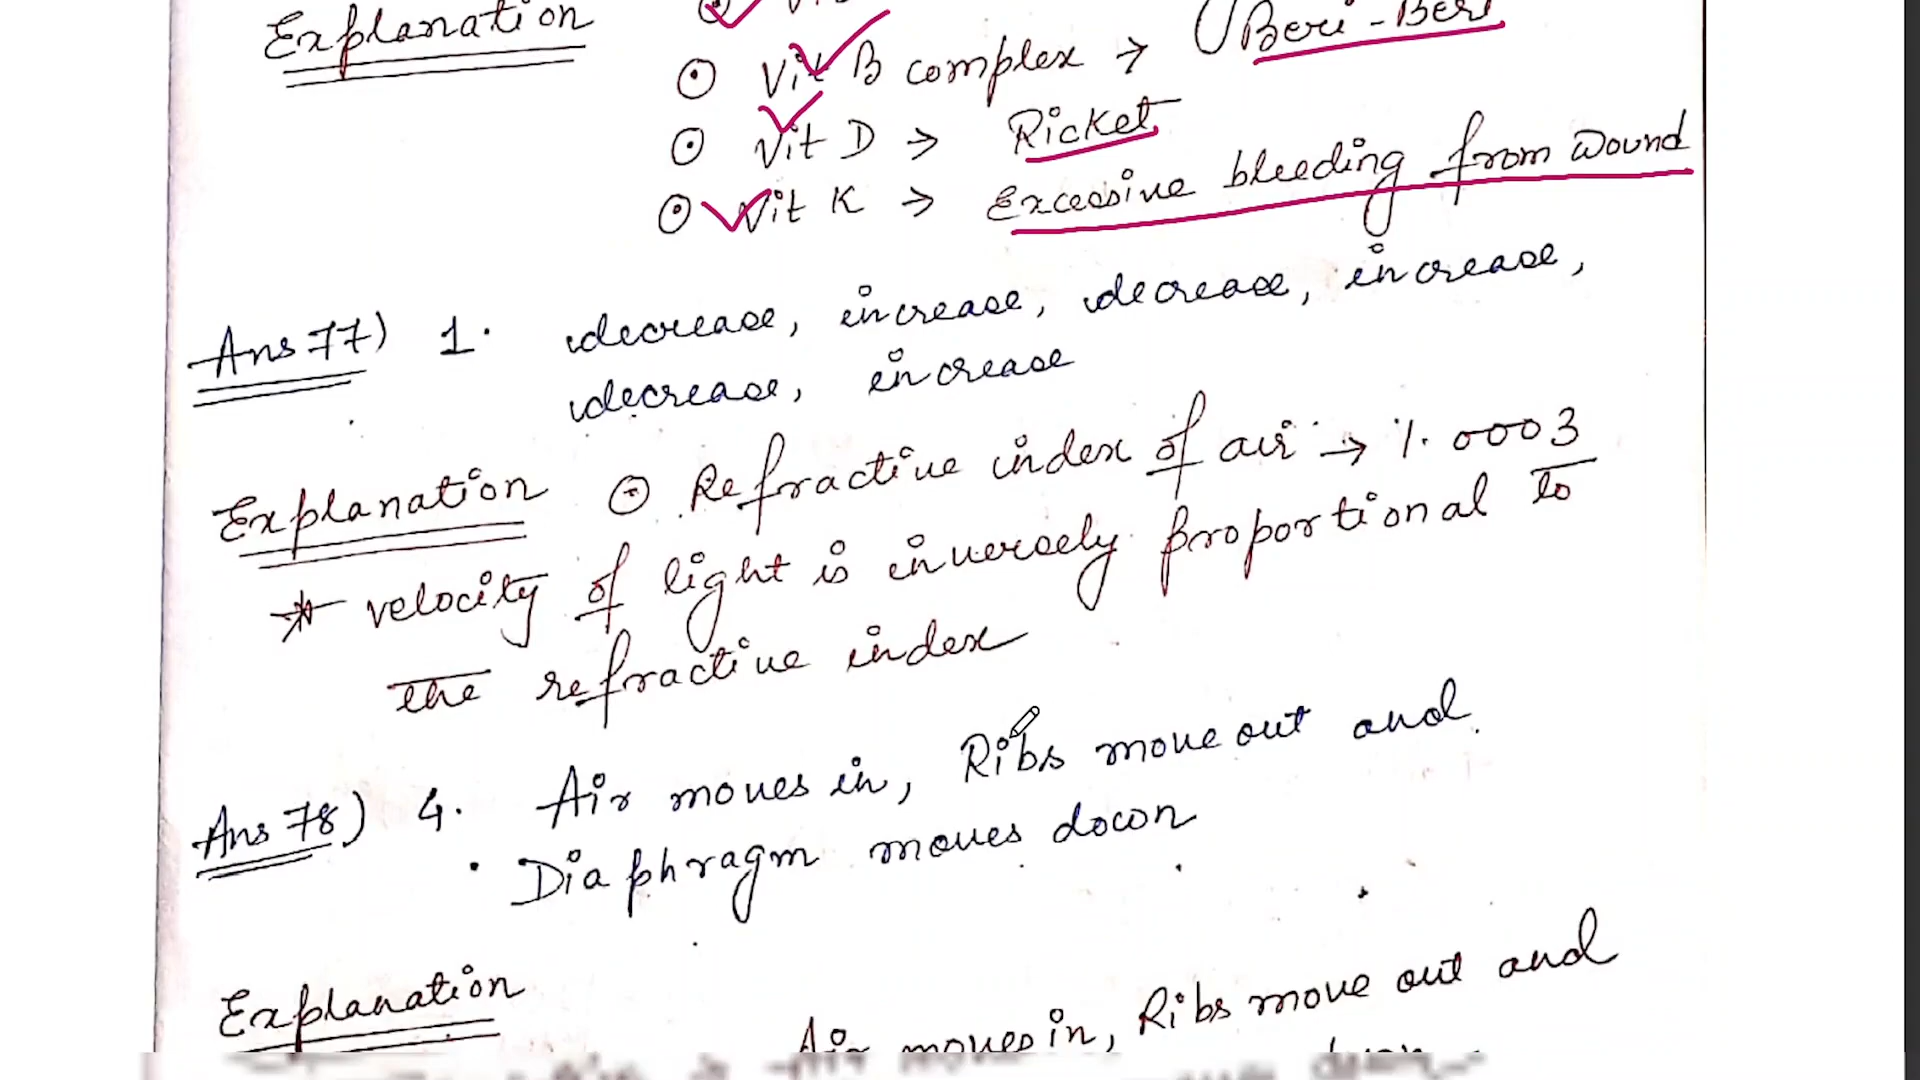 Explanation
⊙ Vit B complex → Beri-Beri
⊙ Vit D → Ricket
⊙ Vit K → Excessive bleeding from wound
Ans 77) 1. decrease, increase, decrease, increase,
decrease, increase
Explanation ⊙ Refractive index of air → 1.0003
* velocity of light is inversely proportional to
the refractive index
Ans 78) 4. Air moves in, Ribs move out and
Diaphragm moves down
Explanation
Air moves in, Ribs move out and